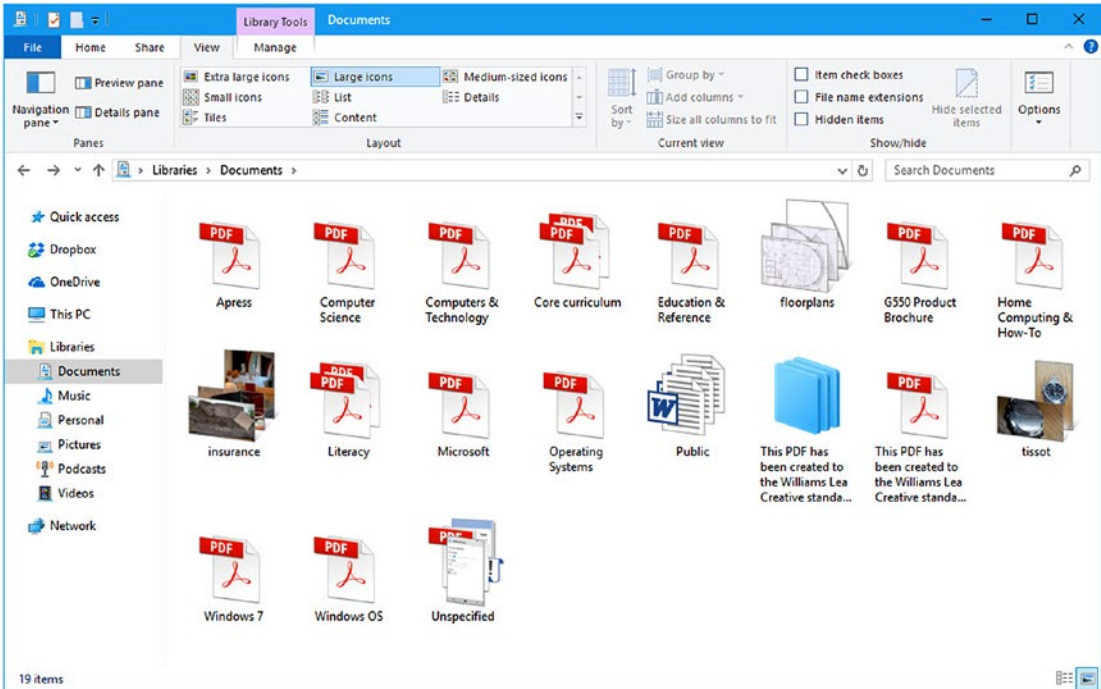 Library Tools Documents
File Home Share View Manage
Navigation pane
Preview pane
Details pane
Panes
Extra large icons Large icons Medium-sized icons
Small icons List Details
Tiles Content
Layout
Sort by
Group by
Add columns
Size all columns to fit
Current view
Item check boxes
File name extensions
Hidden items
Hide selected
items
Show/hide
Options
Libraries Documents
Search Documents
Quick access
Dropbox
OneDrive
This PC
Libraries
Documents
Music
Personal
Pictures
Podcasts
Videos
Network
PDF PDF PDF PDF PDF PDF PDF PDF
Apress
Computer
Science
Computers &
Technology
Core curriculum
Education &
Reference
floorplans
G550 Product
Brochure
Home
Computing &
How-To
PDF PDF PDF PDF W PDF
insurance
Literacy
Microsoft
Operating
Systems
Public
This PDF has
been created to
the Williams Lea
Creative standa...
This PDF has
been created to
the Williams Lea
Creative standa...
tissot
PDF PDF
Windows 7
Windows OS
Unspecified
19 items